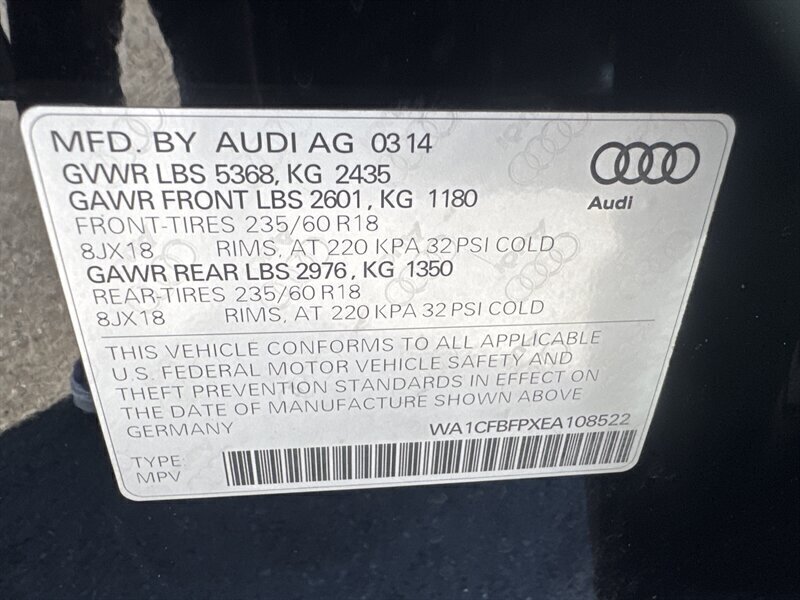 MFD. BY AUDI AG 0314
GVWR LBS 5368, KG 2435
GAWR FRONT LBS 2601, KG 1180
FRONT-TIRES 235/60 R18
8JX18 RIMS, AT 220 KPA 32 PSI COLD
GAWR REAR LBS 2976, KG 1350
REAR-TIRES 235/60 R18
8JX18 RIMS, AT 220 KPA 32 PSI COLD
Audi
THIS VEHICLE CONFORMS TO ALL APPLICABLE
U.S. FEDERAL MOTOR VEHICLE SAFETY AND
THEFT PREVENTION STANDARDS IN EFFECT ON
THE DATE OF MANUFACTURE SHOWN ABOVE
GERMANY WA1CFBFPXEA108522
TYPE:
MPV